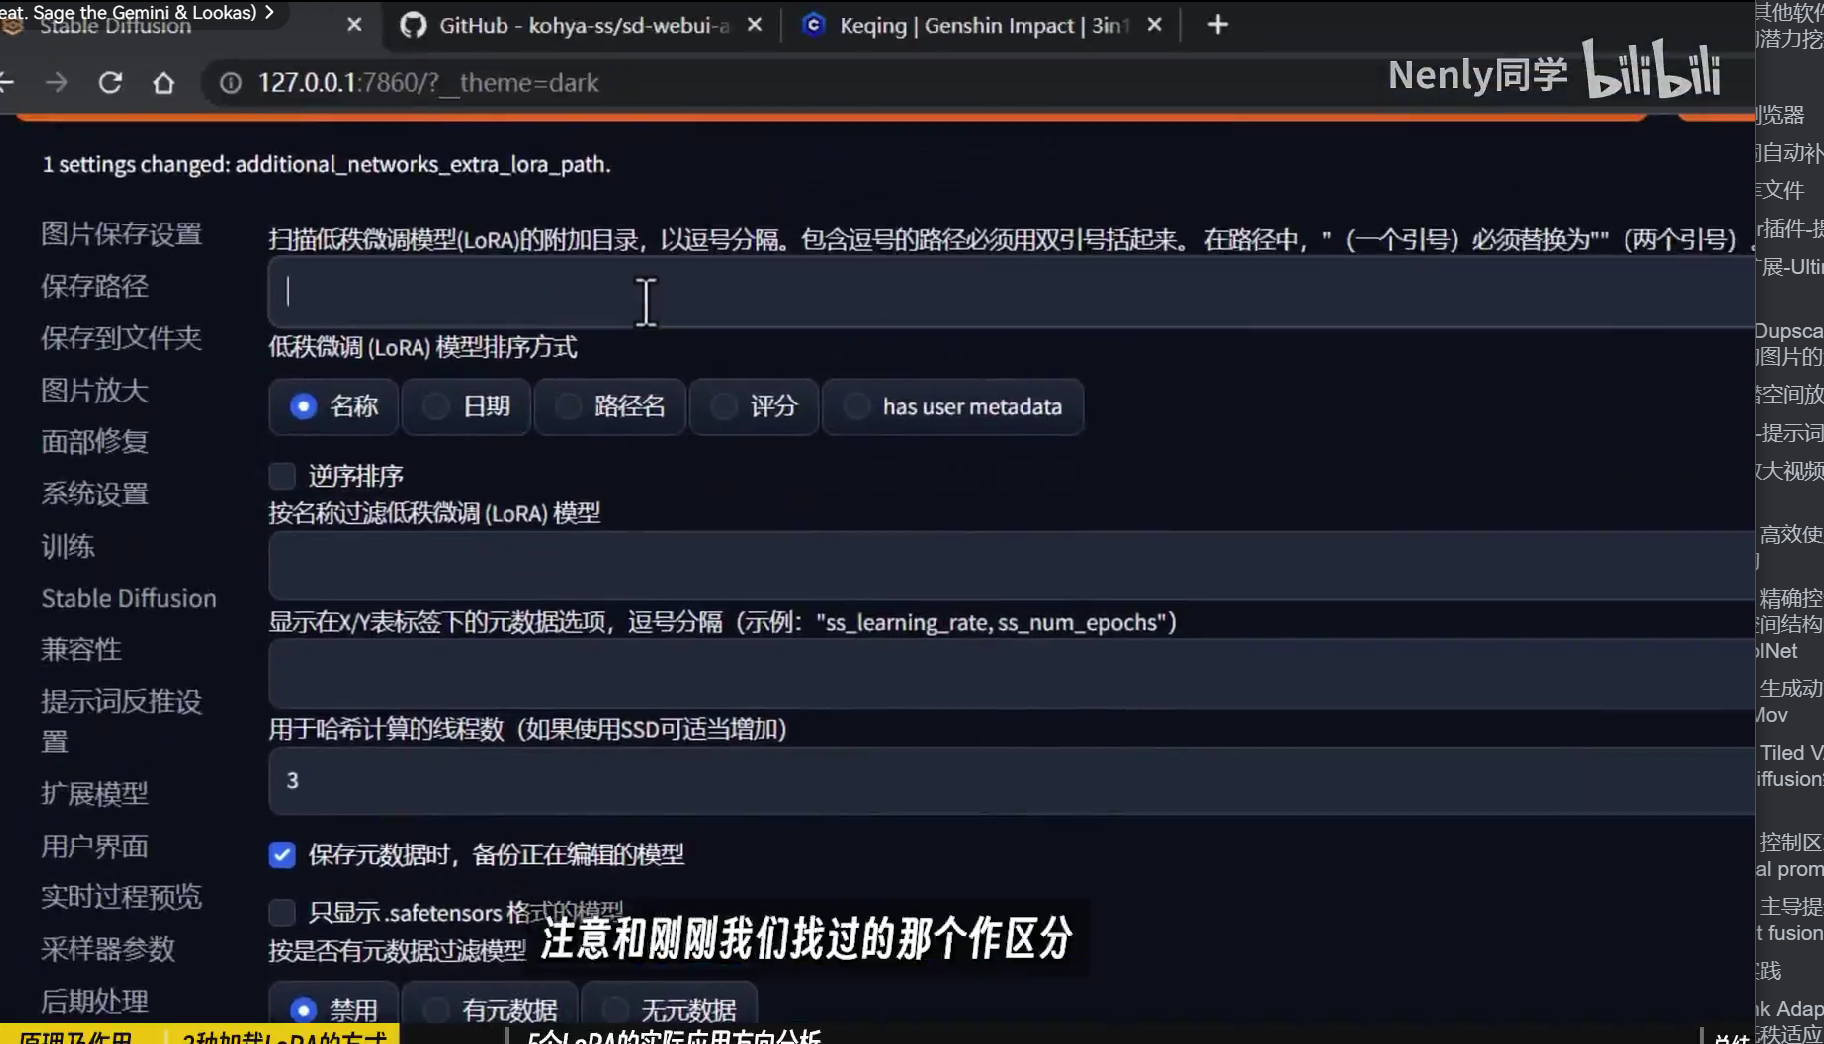 eat. Sage the Gemini & Lookas) >
Stable Diffusion
GitHub - kohya-ss/sd-webui-a
Keqing | Genshin Impact | 3in1
127.0.0.1:7860/?__theme=dark
Nenly同学 bilibili
1 settings changed: additional_networks_extra_lora_path.
图片保存设置
保存路径
保存到文件夹
图片放大
面部修复
系统设置
训练
Stable Diffusion
兼容性
提示词反推设
置
扩展模型
用户界面
实时过程预览
采样器参数
后期处理
扫描低秩微调模型(LoRA)的附加目录，以逗号分隔。包含逗号的路径必须用双引号括起来。 在路径中，"（一个引号）必须替换为""（两个引号）。
低秩微调 (LoRA) 模型排序方式
名称 日期 路径名 评分 has user metadata
逆序排序
按名称过滤低秩微调 (LoRA) 模型
显示在X/Y表标签下的元数据选项，逗号分隔（示例："ss_learning_rate, ss_num_epochs"）
用于哈希计算的线程数（如果使用SSD可适当增加）
3
保存元数据时，备份正在编辑的模型
只显示 .safetensors 格式的模型
按是否有元数据过滤模型
禁用 有元数据 无元数据
注意和刚刚我们找过的那个作区分
原理及作用 2种加载LoRA的方式 5个LoRA的实际应用方向分析 总结
其他软件
潜力挖
浏览器
自动补
文件
插件-提
展-Ulti
Dupsca
图片的
空间放
-提示词
放大视频
高效使
精确控
空间结构
olNet
生成动
Mov
Tiled V
iffusion
控制区
al prom
主导提
t fusion
实践
nk Adap
秩适应